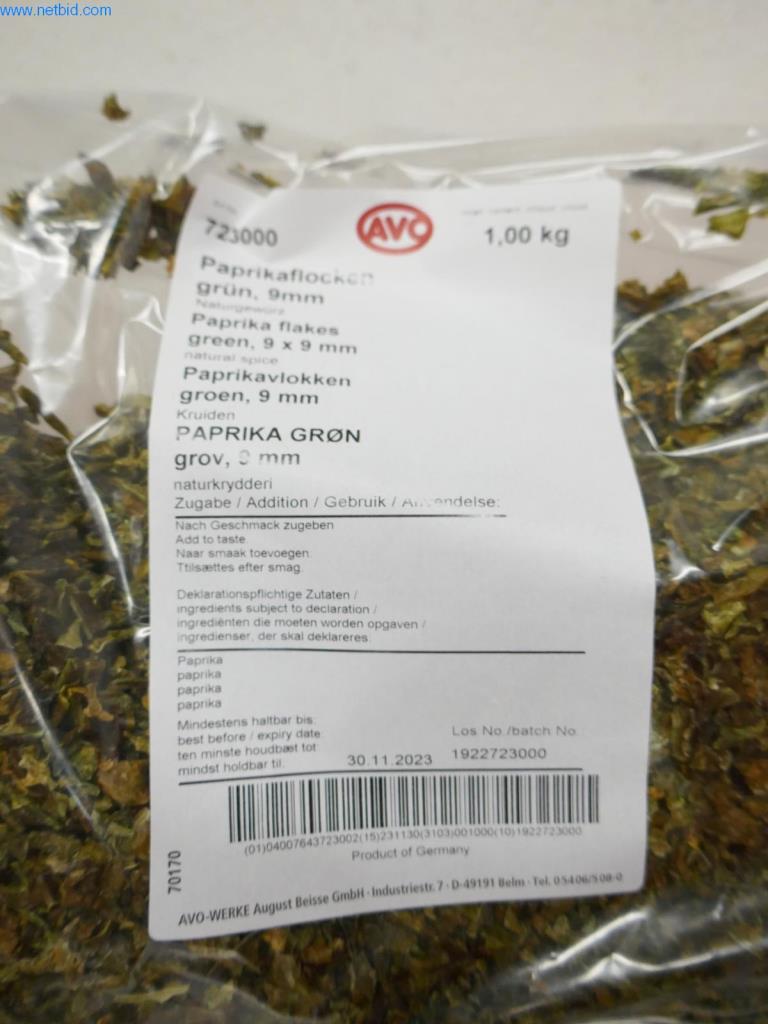 www.netbid.com
723000
AVO
1,00 kg
Paprikaflocken
grün, 9mm
Naturgewürz
Paprika flakes
green, 9 x 9 mm
natural spice
Paprikavlokken
groen, 9 mm
Kruiden
PAPRIKA GRØN
grov, 9 mm
naturkrydderi
Zugabe / Addition / Gebruik / Anvendelse:
Nach Geschmack zugeben
Add to taste.
Naar smaak toevoegen.
Ttilsættes efter smag.
Deklarationspflichtige Zutaten /
ingredients subject to declaration /
ingrediënten die moeten worden opgaven /
ingredienser, der skal deklareres.
Paprika
paprika
paprika
paprika
Mindestens haltbar bis:
best before / expiry date:
ten minste houdbæt tot:
mindst holdbar til.
30.11.2023
Los No./batch No.
1922723000
(01)04007643723002(15)231130(3103)001000(10)1922723000
Product of Germany
70170
AVO-WERKE August Beisse GmbH · Industriestr. 7 · D-49191 Belm · Tel. 05406/508-0